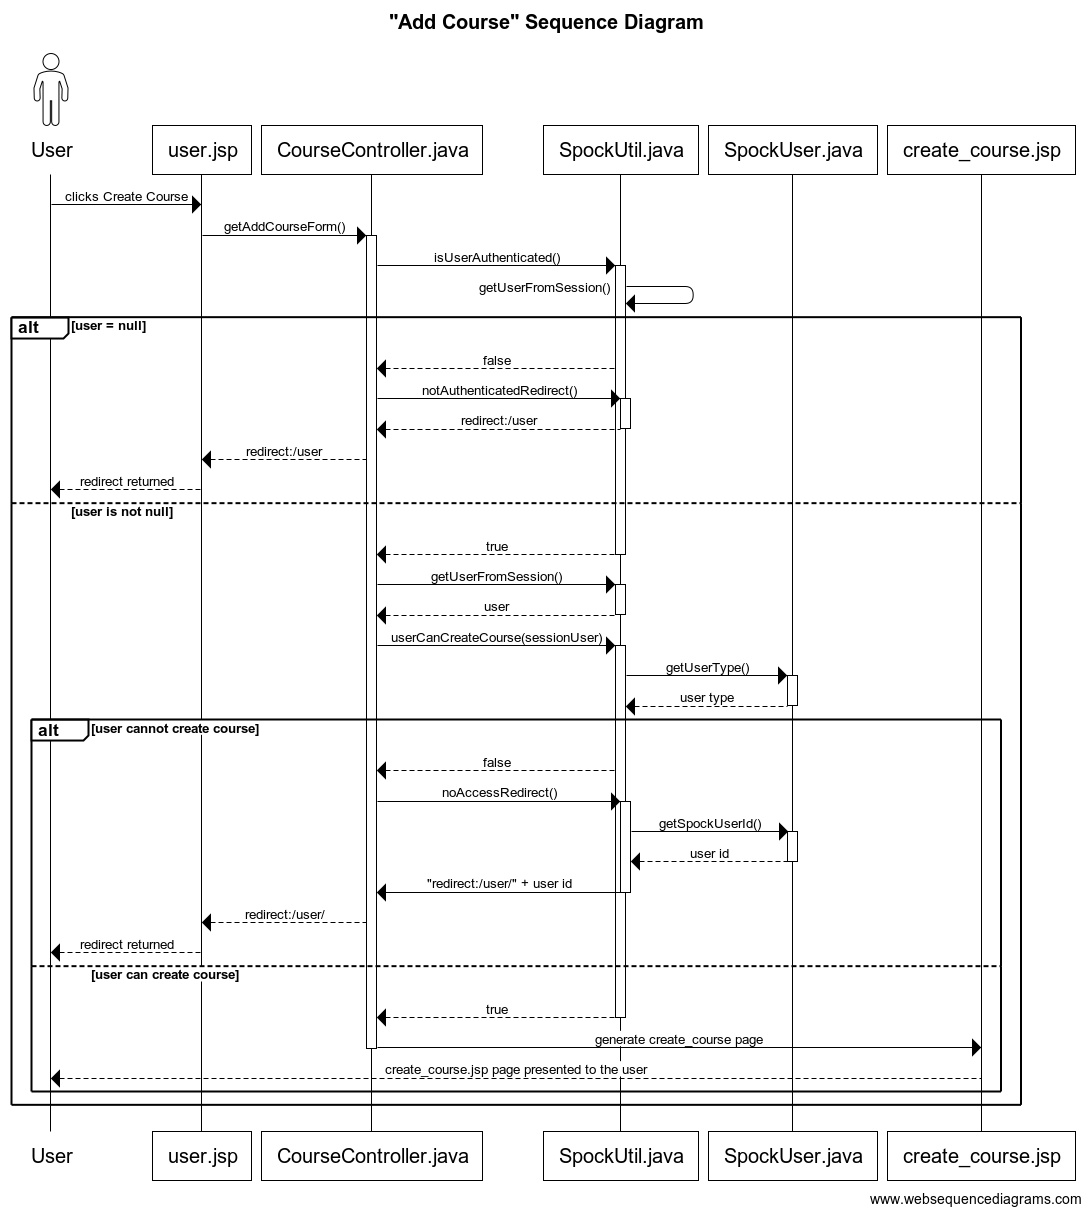 "Add Course" Sequence Diagram
User
user.jsp
CourseController.java
SpockUtil.java
SpockUser.java
create_course.jsp
clicks Create Course
getAddCourseForm()
isUserAuthenticated()
getUserFromSession()
alt
[user = null]
false
notAuthenticatedRedirect()
redirect:/user
redirect:/user
redirect returned
[user is not null]
true
getUserFromSession()
user
userCanCreateCourse(sessionUser)
getUserType()
user type
alt
[user cannot create course]
false
noAccessRedirect()
getSpockUserId()
user id
"redirect:/user/" + user id
redirect:/user/
redirect returned
[user can create course]
true
generate create_course page
create_course.jsp page presented to the user
User
user.jsp
CourseController.java
SpockUtil.java
SpockUser.java
create_course.jsp
www.websequencediagrams.com